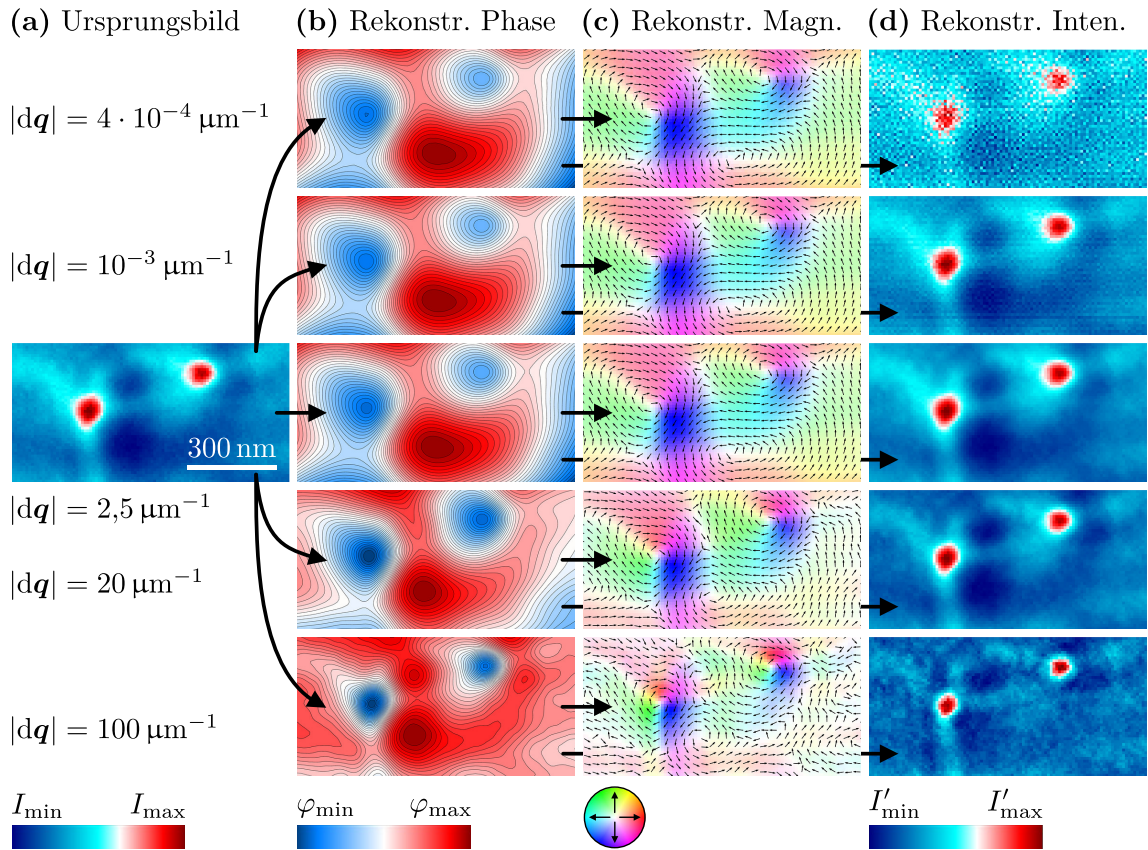 (a) Ursprungsbild (b) Rekonstr. Phase (c) Rekonstr. Magn. (d) Rekonstr. Inten.
|dq| = 4 · 10⁻⁴ µm⁻¹
|dq| = 10⁻³ µm⁻¹
300 nm
|dq| = 2,5 µm⁻¹
|dq| = 20 µm⁻¹
|dq| = 100 µm⁻¹
I_min I_max φ_min φ_max I′_min I′_max